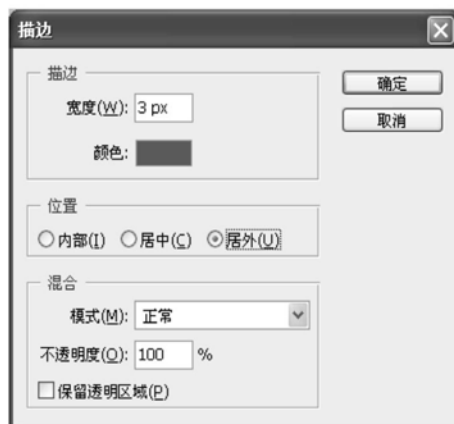 描边
描边
宽度(W): 3 px
颜色:
确定
取消
位置
内部(I) 居中(C) 居外(U)
混合
模式(M): 正常
不透明度(O): 100 %
保留透明区域(P)